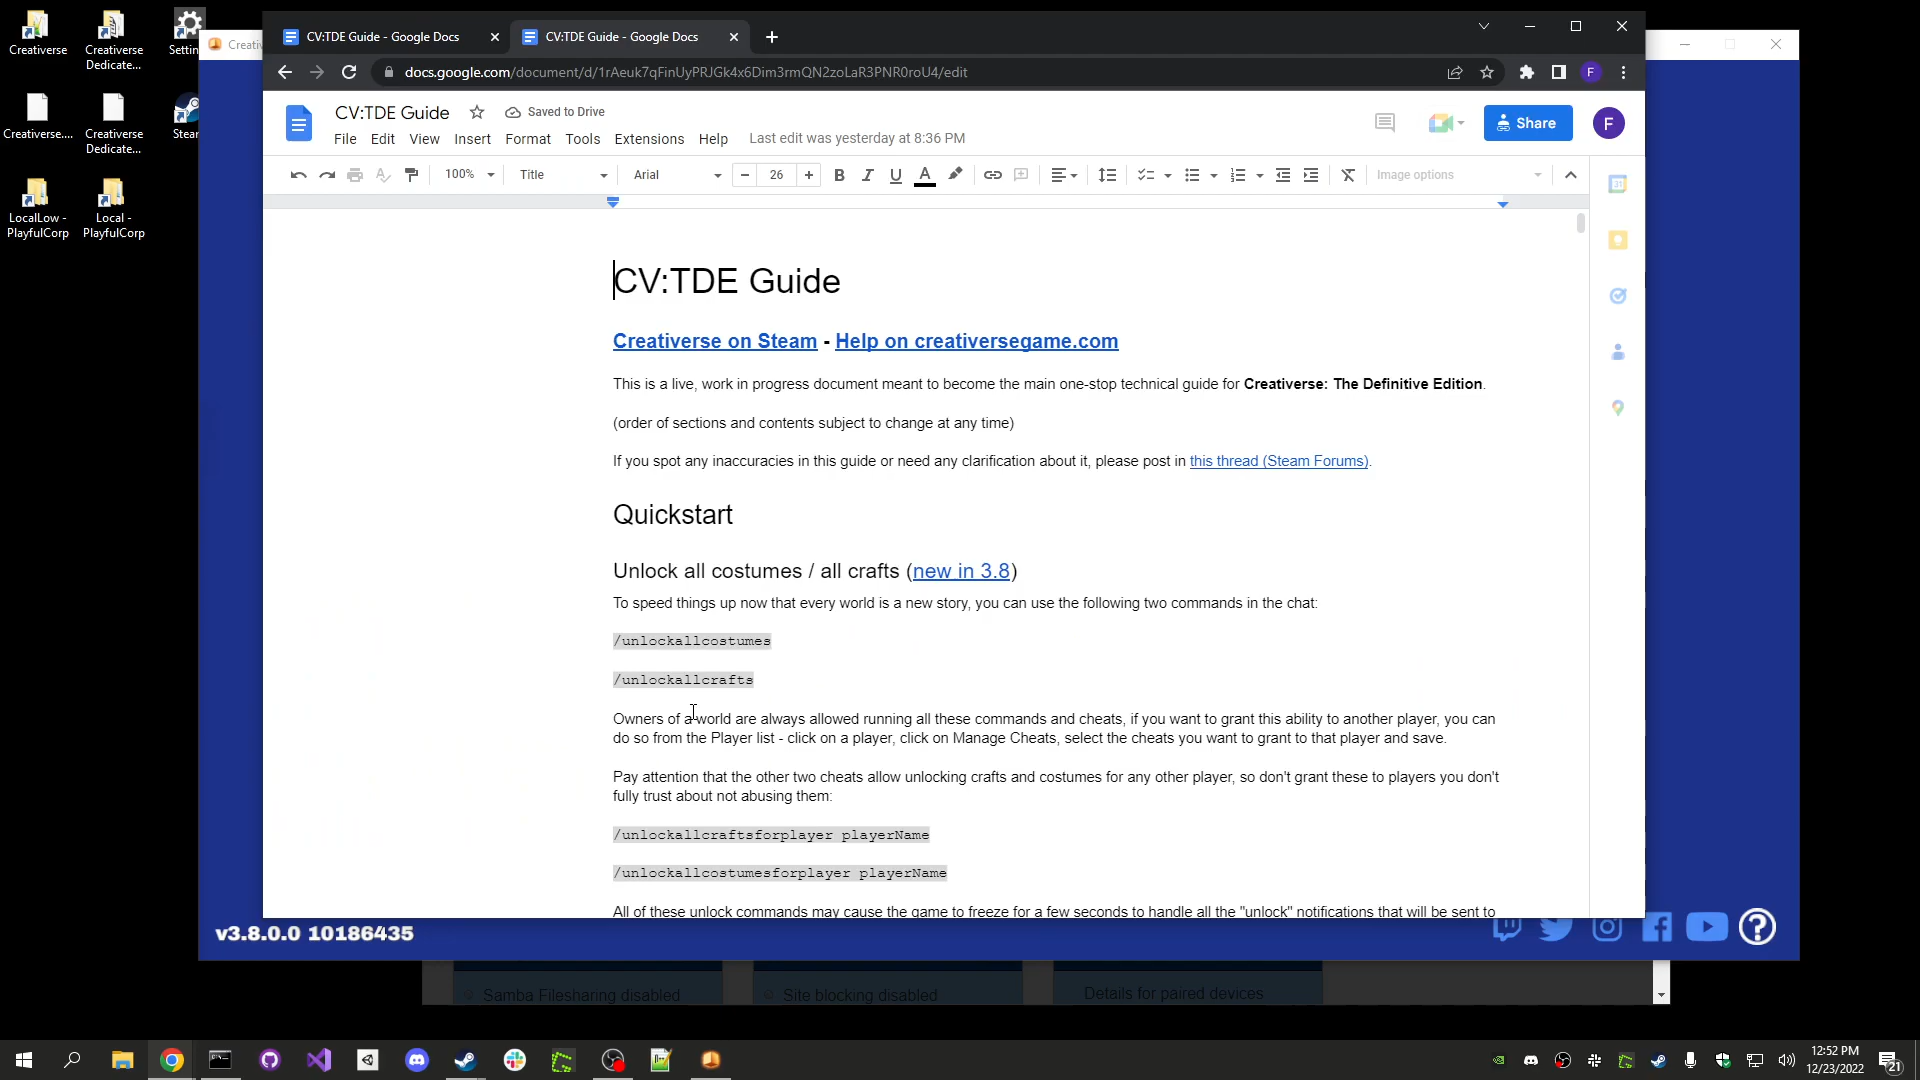 Creativerse
Creativerse
Dedicate...
Creativerse....
Creativerse
Dedicate...
LocalLow -
PlayfulCorp
Local -
PlayfulCorp
CV:TDE Guide - Google Docs
CV:TDE Guide - Google Docs
docs.google.com/document/d/1rAeuk7qFinUyPRJGk4x6Dim3rmQN2zoLaR3PNR0roU4/edit
CV:TDE Guide
Saved to Drive
File Edit View Insert Format Tools Extensions Help Last edit was yesterday at 8:36 PM
Share
F
F
100% Title Arial 26 B I U A Image options
31
CV:TDE Guide
Creativerse on Steam - Help on creativersegame.com
This is a live, work in progress document meant to become the main one-stop technical guide for Creativerse: The Definitive Edition.
(order of sections and contents subject to change at any time)
If you spot any inaccuracies in this guide or need any clarification about it, please post in this thread (Steam Forums).
Quickstart
Unlock all costumes / all crafts (new in 3.8)
To speed things up now that every world is a new story, you can use the following two commands in the chat:
/unlockallcostumes
/unlockallcrafts
Owners of a world are always allowed running all these commands and cheats, if you want to grant this ability to another player, you can
do so from the Player list - click on a player, click on Manage Cheats, select the cheats you want to grant to that player and save.
Pay attention that the other two cheats allow unlocking crafts and costumes for any other player, so don't grant these to players you don't
fully trust about not abusing them:
/unlockallcraftsforplayer playerName
/unlockallcostumesforplayer playerName
All of these unlock commands may cause the game to freeze for a few seconds to handle all the "unlock" notifications that will be sent to
v3.8.0.0 10186435
Samba Filesharing disabled
Site blocking disabled
Details for paired devices
12:52 PM
12/23/2022
21